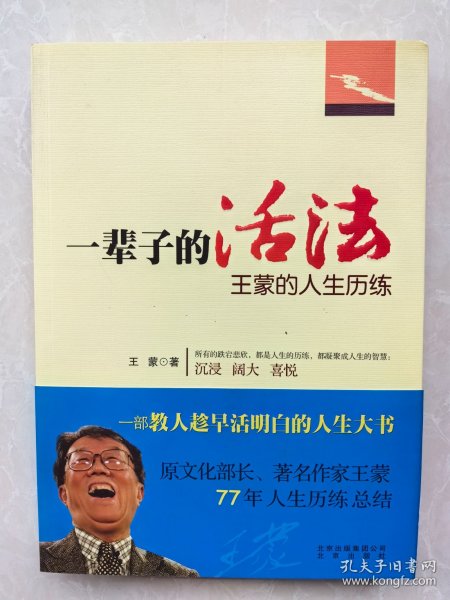 一辈子的活法
王蒙的人生历练
王 蒙⊙著
所有的跌宕悲欣，都是人生的历练，都凝聚成人生的智慧：
沉浸 阔大 喜悦
一部教人趁早活明白的人生大书
原文化部长、著名作家王蒙
77年人生历练总结
王蒙
北京出版集团公司
北京出版社
孔夫子旧书网
www.kongfz.com